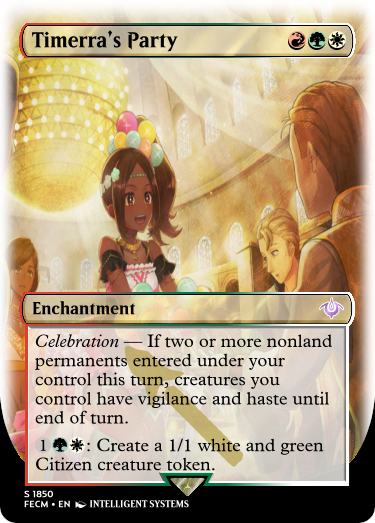 Timerra's Party
Enchantment
Celebration — If two or more nonland
permanents entered under your
control this turn, creatures you
control have vigilance and haste until
end of turn.
1 : Create a 1/1 white and green
Citizen creature token.
S 1850
FECM • EN INTELLIGENT SYSTEMS